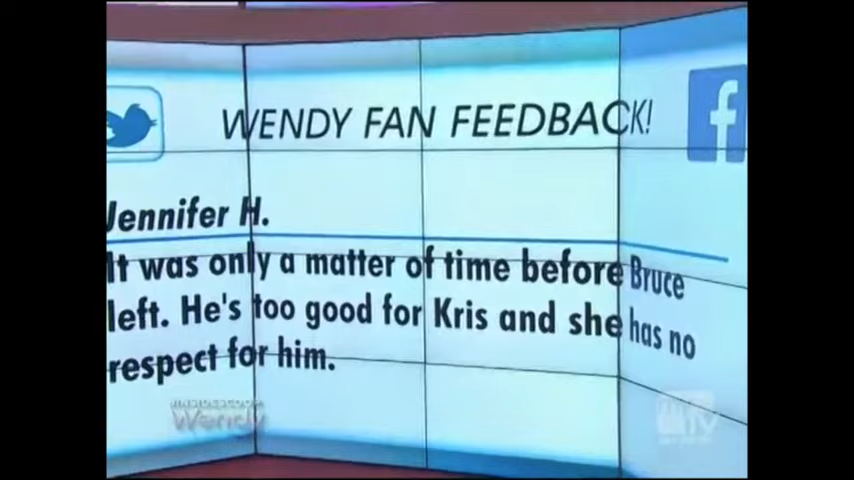 WENDY FAN FEEDBACK!
f
Jennifer H.
It was only a matter of time before Bruce
left. He's too good for Kris and she has no
respect for him.
Wendy
TV